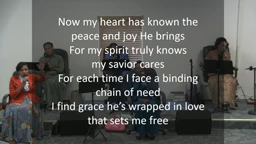 Now my heart has known the
peace and joy He brings
For my spirit truly knows
my savior cares
For each time I face a binding
chain of need
I find grace he's wrapped in love
that sets me free